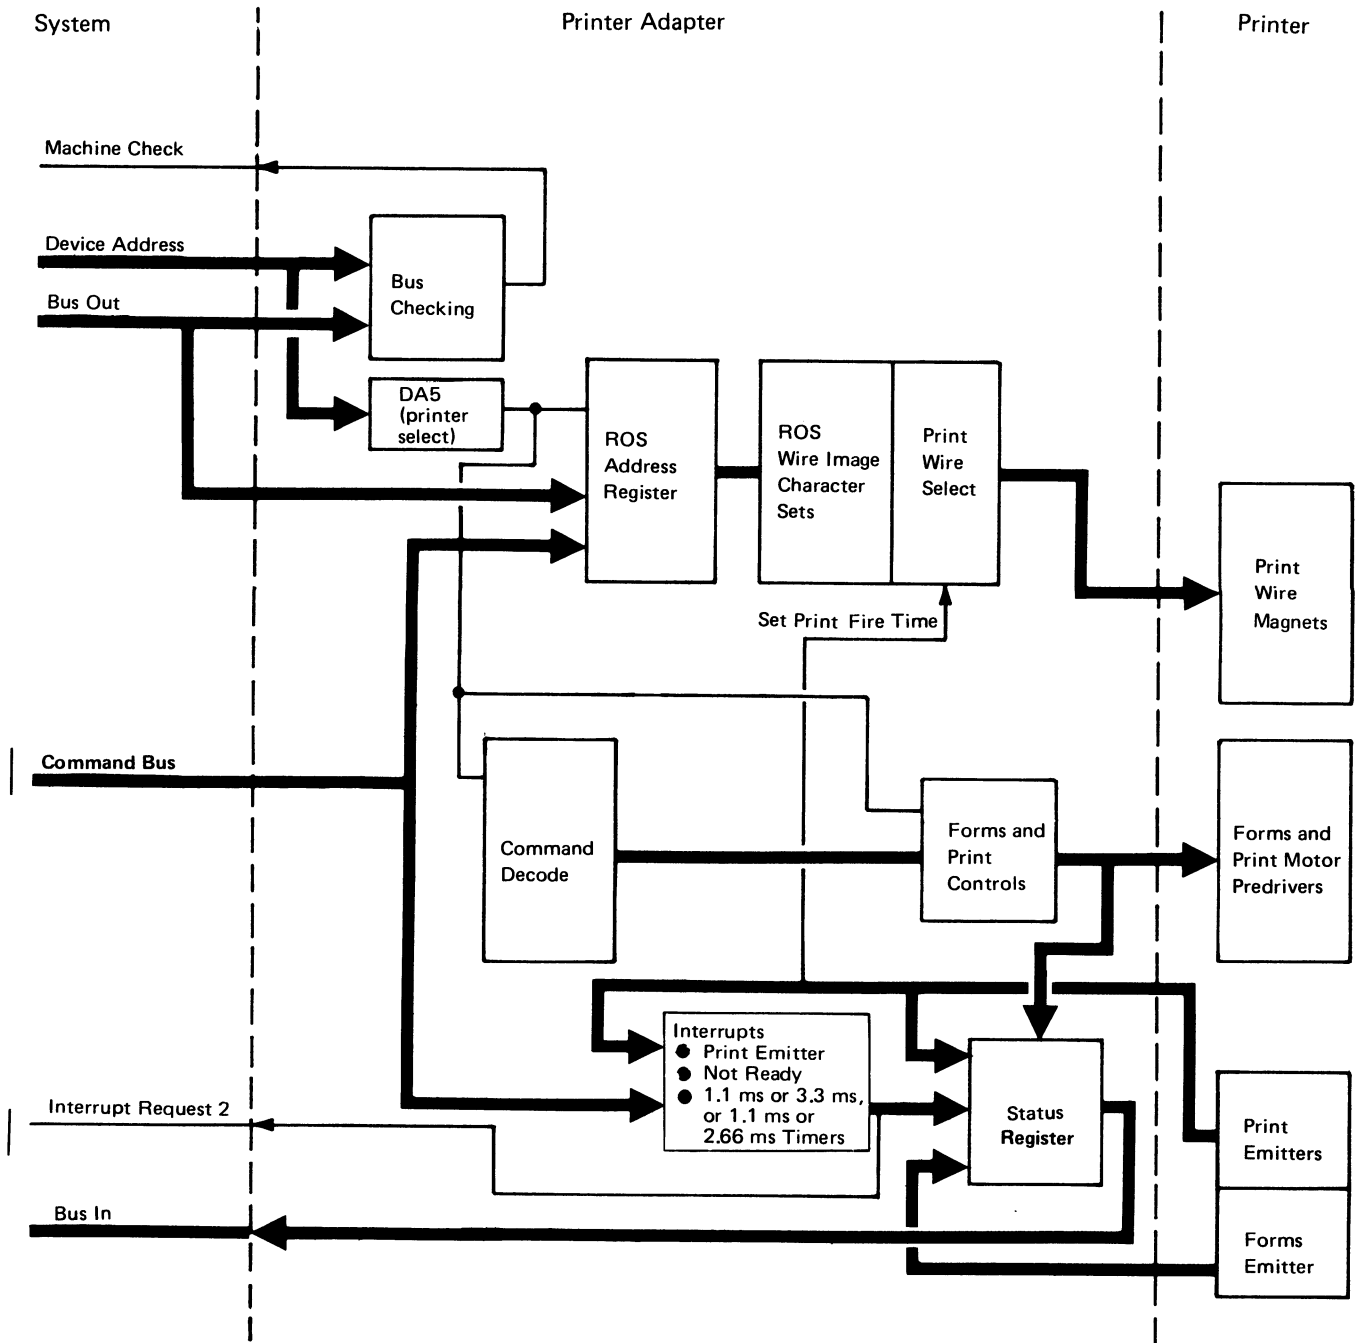 System
Printer Adapter
Printer
Machine Check
Device Address
Bus Out
Bus
Checking
DA5
(printer
select)
ROS
Address
Register
ROS
Wire Image
Character
Sets
Print
Wire
Select
Print
Wire
Magnets
Set Print Fire Time
Command Bus
Command
Decode
Forms and
Print
Controls
Forms and
Print Motor
Predrivers
Interrupts
● Print Emitter
● Not Ready
● 1.1 ms or 3.3 ms,
or 1.1 ms or
2.66 ms Timers
Interrupt Request 2
Status
Register
Print
Emitters
Bus In
Forms
Emitter